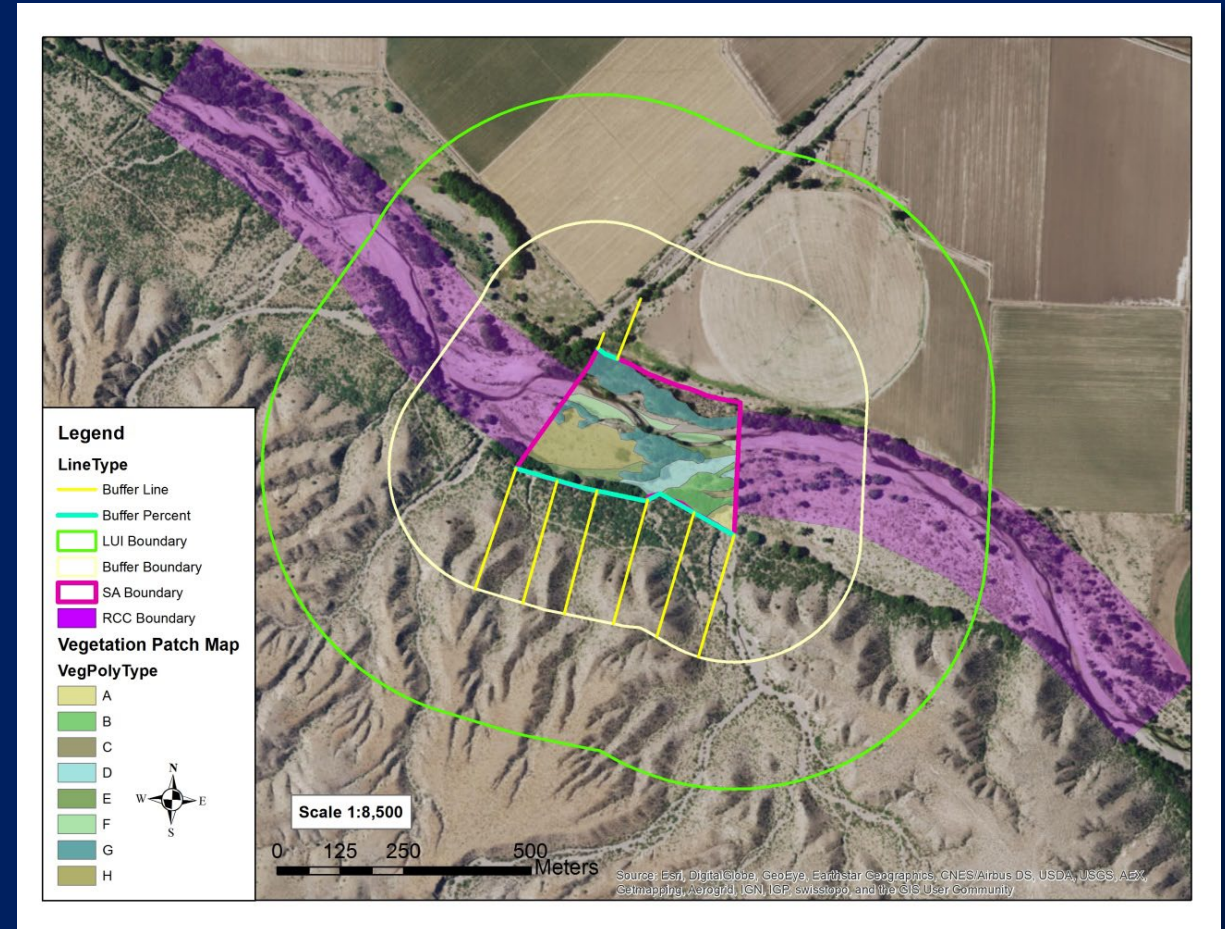 Legend
LineType
Buffer Line
Buffer Percent
LUI Boundary
Buffer Boundary
SA Boundary
RCC Boundary
Vegetation Patch Map
VegPolyType
A
B
C
D
E
F
G
H
N
W E
S
Scale 1:8,500
0 125 250 500
Meters
Source: Esri, DigitalGlobe, GeoEye, Earthstar Geographics, CNES/Airbus DS, USDA, USGS, AEX,
Getmapping, Aerogrid, IGN, IGP, swisstopo, and the GIS User Community